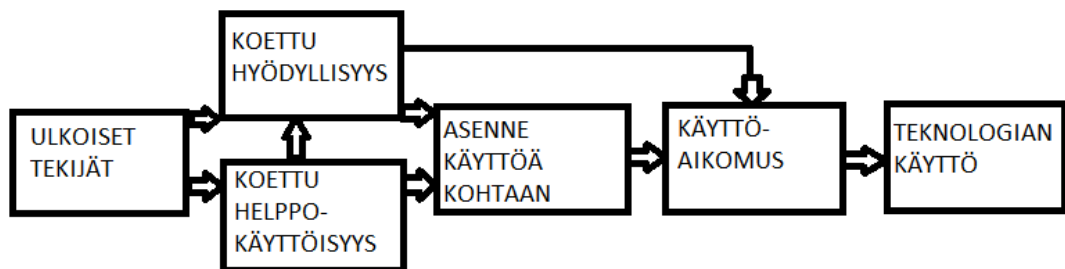 ULKOISET
TEKIJÄT
KOETTU
HYÖDYLLISYYS
KOETTU
HELPPO-
KÄYTTÖISYYS
ASENNE
KÄYTTÖÄ
KOHTAAN
KÄYTTÖ-
AIKOMUS
TEKNOLOGIAN
KÄYTTÖ